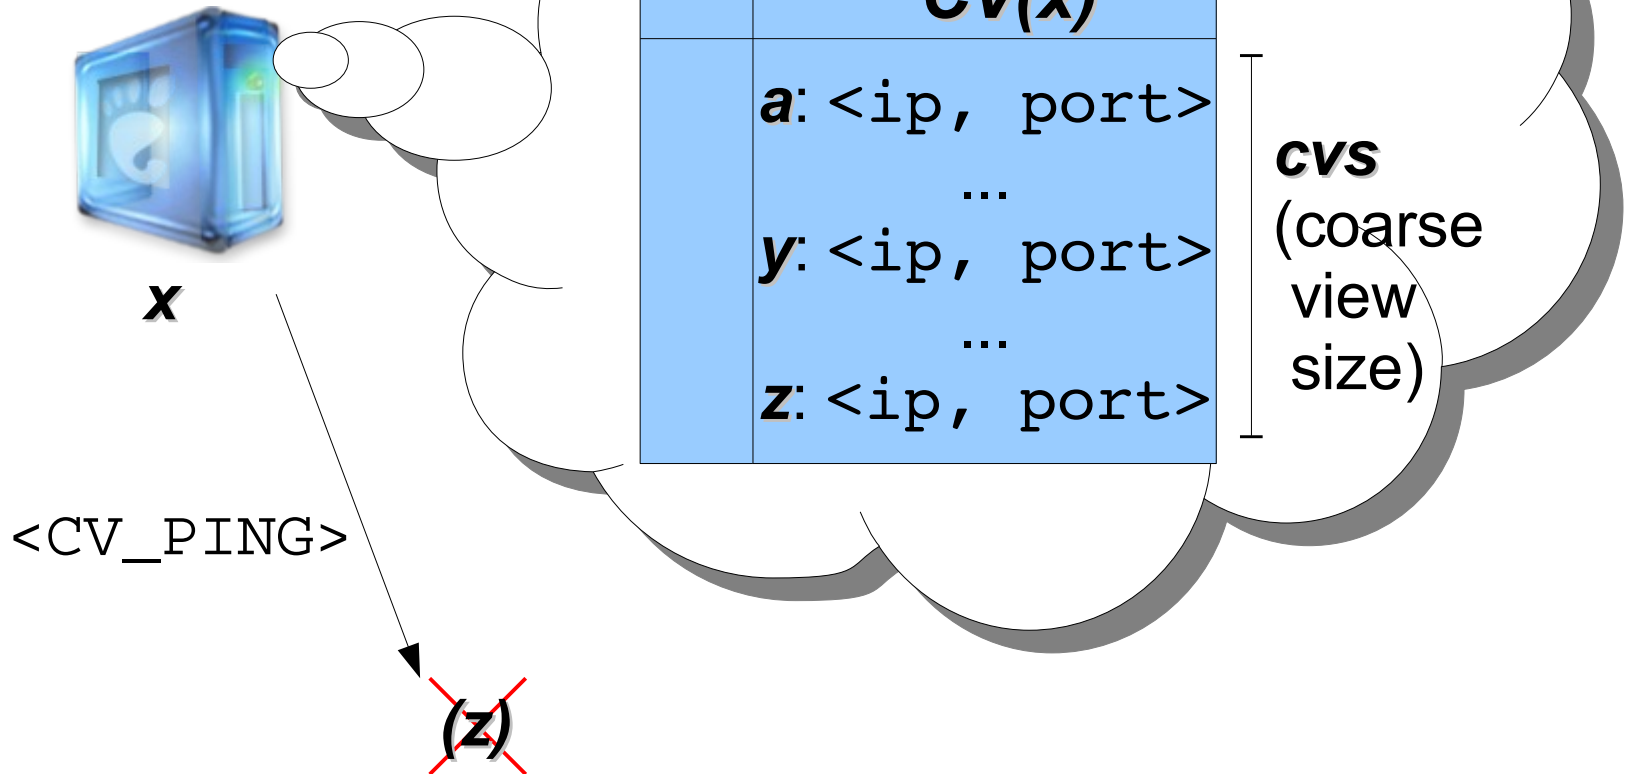 CV(x)
a: <ip, port>
...
y: <ip, port>
...
z: <ip, port>
cvs
(coarse
view
size)
x
<CV_PING>
(z)